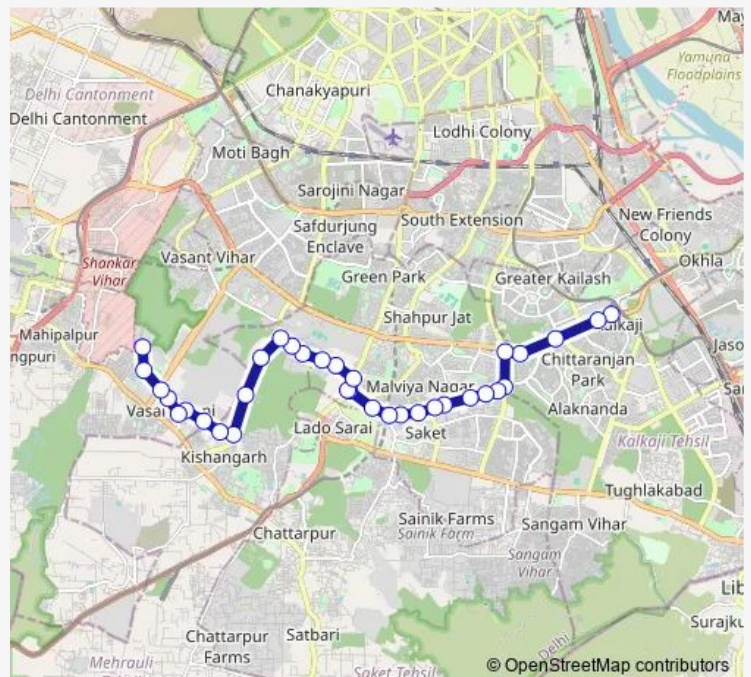 May
Yamuna
Floodplains
Chanakyapuri
Delhi Cantonment
Delhi Cantonment
Lodhi Colony
Moti Bagh
Sarojini Nagar
South Extension
New Friends
Colony
Safdurjung
Enclave
Vasant Vihar
Shankar
Vihar
Green Park
Greater Kailash
Okhla
Shahpur Jat
Mahipalpur
ngpuri
Jaso
Chittaranjan
Park
Malviya Nagar
Alaknanda
Lado Sarai
Saket
Kishangarh
Kalkaji Tehsil
Tughlakabad
Sainik Farms
Sainik Farm
Sangam Vihar
Chattarpur
Sangam
Vihar
Lib
Surajku
Chattarpur
Farms
Satbari
Delhi
Mehrauli
Saket Tehsil
© OpenStreetMap contributors